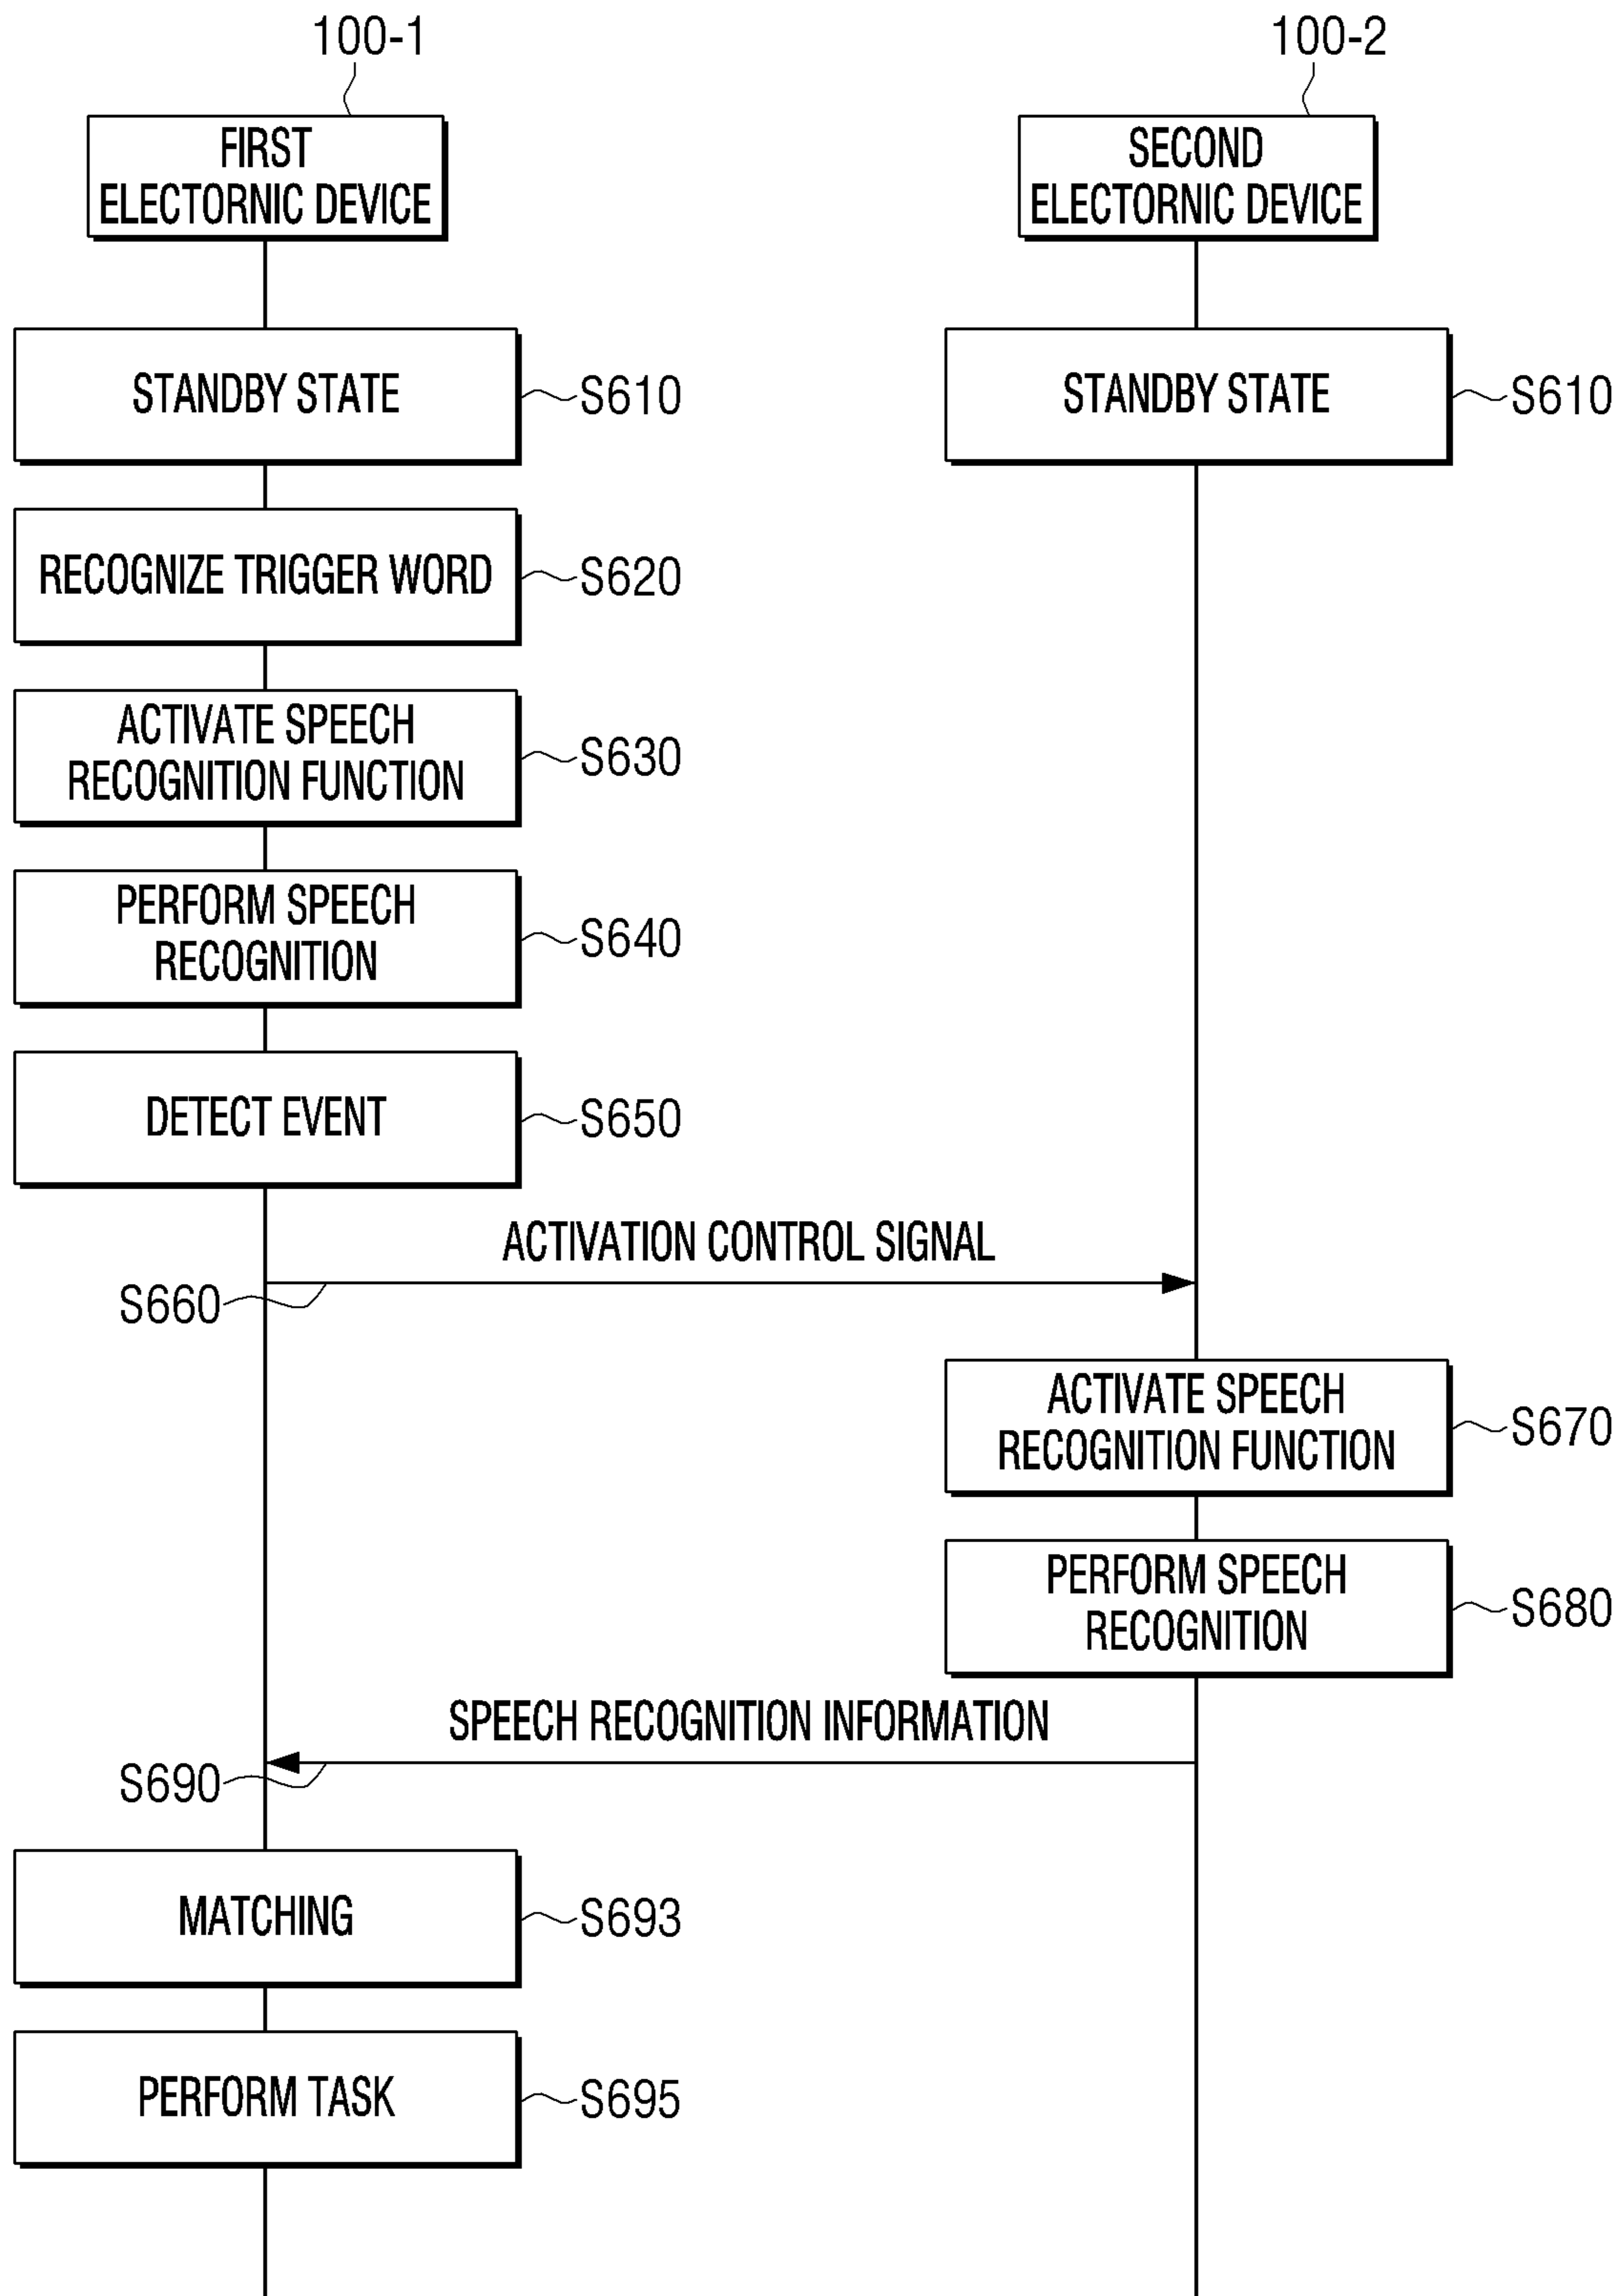 100-1
100-2
FIRST
ELECTORNIC DEVICE
SECOND
ELECTORNIC DEVICE
STANDBY STATE
S610
STANDBY STATE
S610
RECOGNIZE TRIGGER WORD
S620
ACTIVATE SPEECH
RECOGNITION FUNCTION
S630
PERFORM SPEECH
RECOGNITION
S640
DETECT EVENT
S650
ACTIVATION CONTROL SIGNAL
S660
ACTIVATE SPEECH
RECOGNITION FUNCTION
S670
PERFORM SPEECH
RECOGNITION
S680
SPEECH RECOGNITION INFORMATION
S690
MATCHING
S693
PERFORM TASK
S695